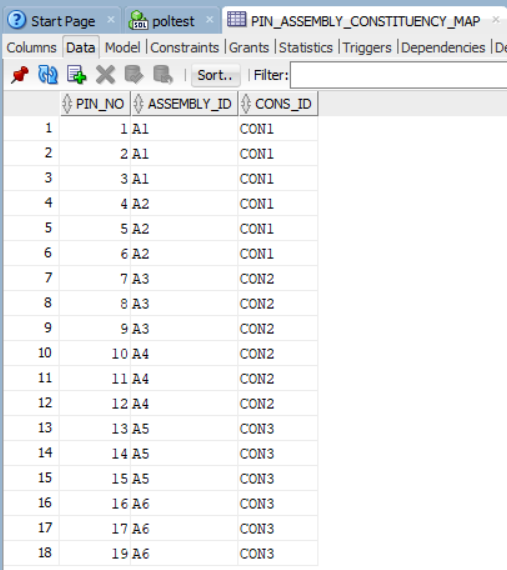 Start Page × poltest × PIN_ASSEMBLY_CONSTITUENCY_MAP ×
Columns Data Model | Constraints | Grants | Statistics | Triggers | Dependencies | De
Sort.. Filter:
PIN_NO ASSEMBLY_ID CONS_ID
1 1 A1 CON1
2 2 A1 CON1
3 3 A1 CON1
4 4 A2 CON1
5 5 A2 CON1
6 6 A2 CON1
7 7 A3 CON2
8 8 A3 CON2
9 9 A3 CON2
10 10 A4 CON2
11 11 A4 CON2
12 12 A4 CON2
13 13 A5 CON3
14 14 A5 CON3
15 15 A5 CON3
16 16 A6 CON3
17 17 A6 CON3
18 19 A6 CON3